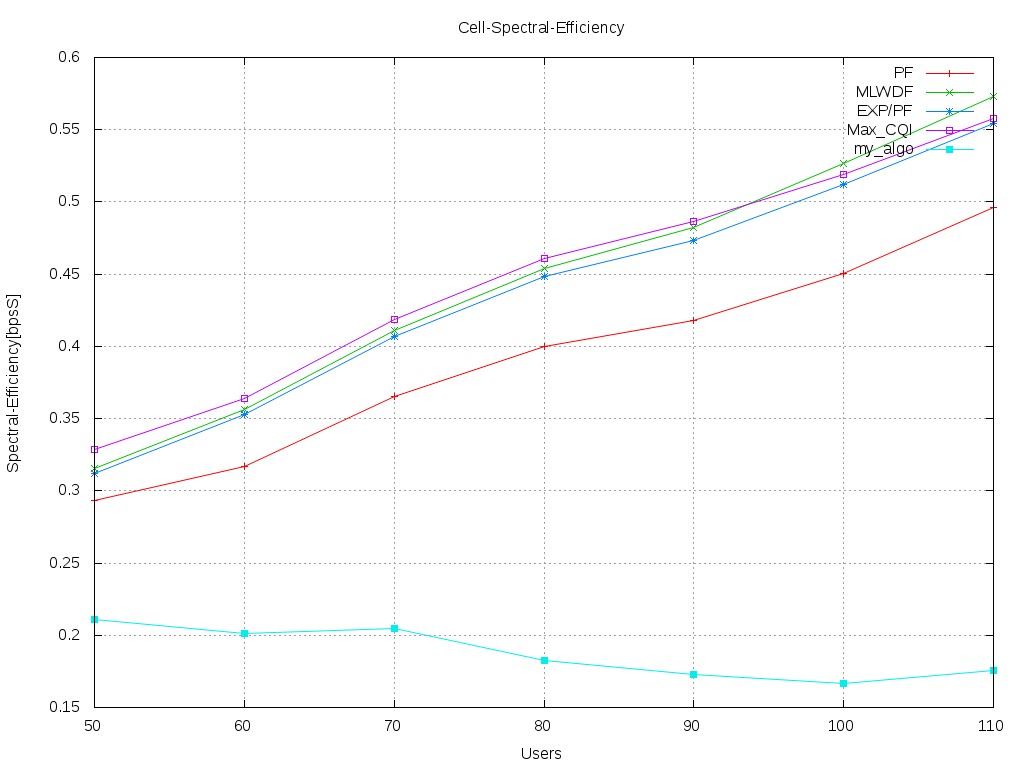 Cell-Spectral-Efficiency
0.6
0.55
0.5
0.45
0.4
0.35
0.3
0.25
0.2
0.15
50 60 70 80 90 100 110
Users
Spectral-Efficiency[bpsS]
PF
MLWDF
EXP/PF
Max_CQI
my_algo